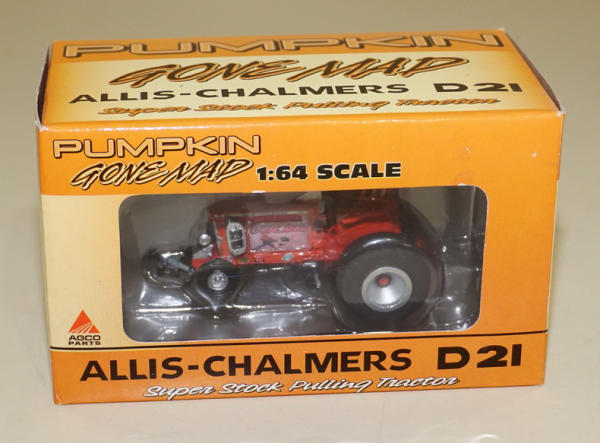 PUMPKIN
GONE MAD
ALLIS-CHALMERS D21
Super Stock Pulling Tractor
PUMPKIN
GONE MAD 1:64 SCALE
AGCO
PARTS
ALLIS-CHALMERS D21
Super Stock Pulling Tractor